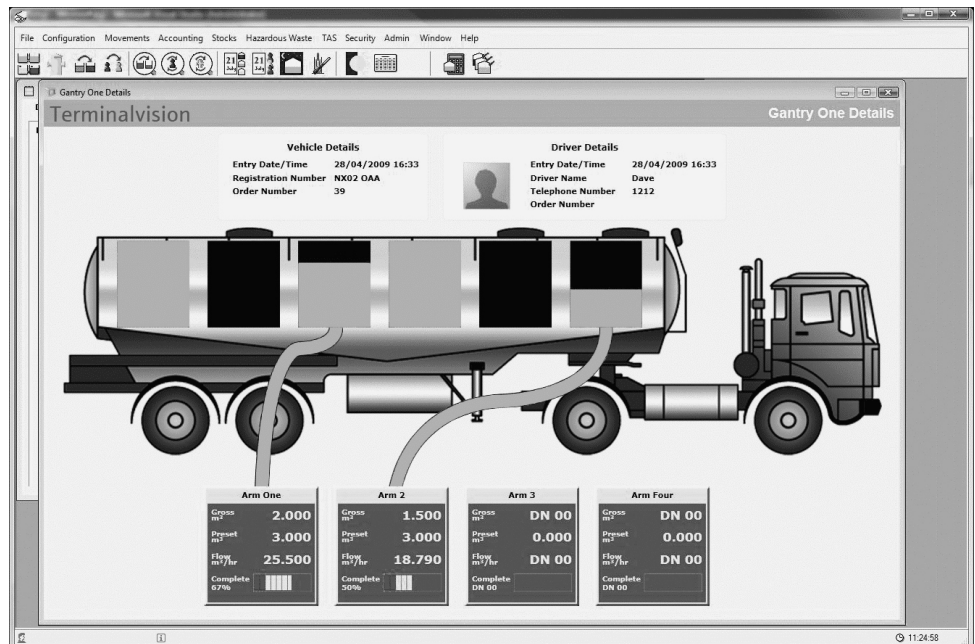 File Configuration Movements Accounting Stocks Hazardous Waste TAS Security Admin Window Help
21 July 21 July
Gantry One Details
Terminalvision Gantry One Details
Vehicle Details
Entry Date/Time 28/04/2009 16:33
Registration Number NX02 OAA
Order Number 39
Driver Details
Entry Date/Time 28/04/2009 16:33
Driver Name Dave
Telephone Number 1212
Order Number
Arm One
Gross m³ 2.000
Preset m³ 3.000
Flow m³/hr 25.500
Complete 67%
Arm 2
Gross m³ 1.500
Preset m³ 3.000
Flow m³/hr 18.790
Complete 50%
Arm 3
Gross m³ DN 00
Preset m³ 0.000
Flow m³/hr DN 00
Complete DN 00
Arm Four
Gross m³ DN 00
Preset m³ 0.000
Flow m³/hr DN 00
Complete DN 00
11:24:58